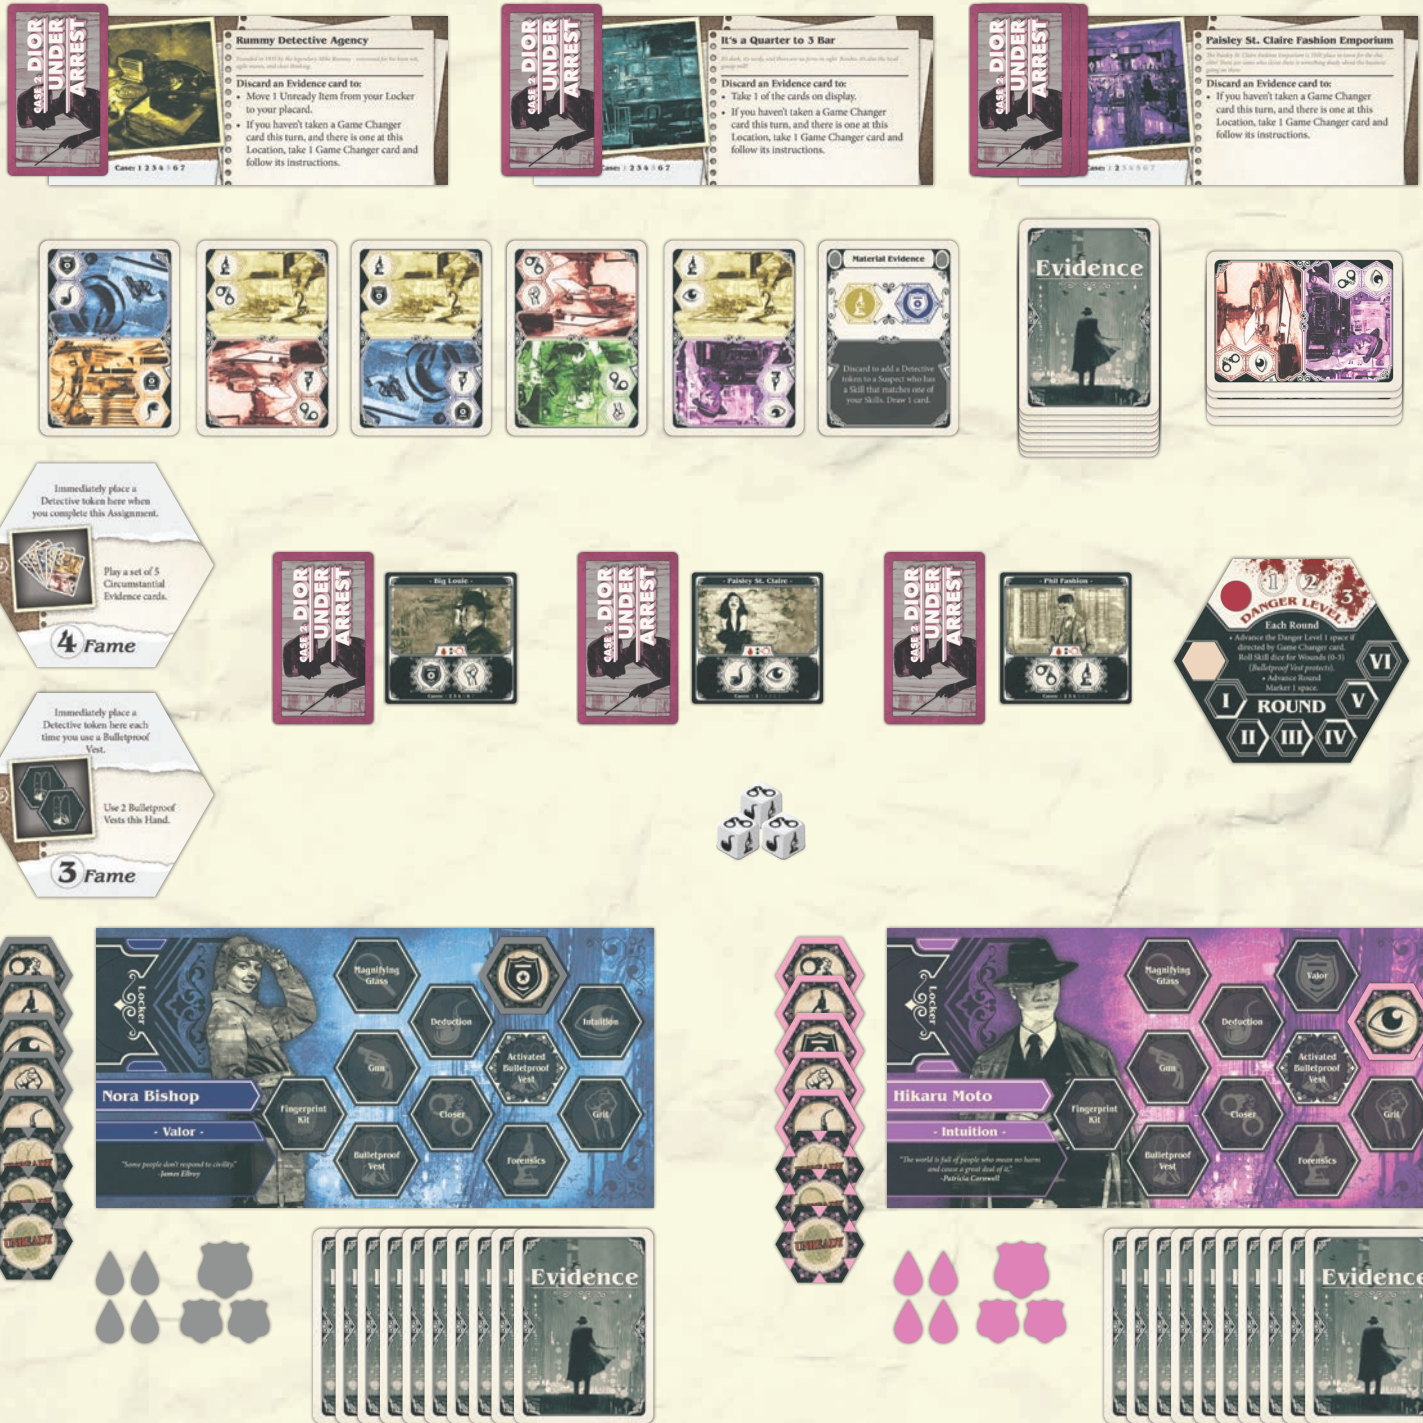 CASE 2 DIOR
UNDER
ARREST
Rummy Detective Agency
Discard an Evidence card to:
• Move 1 Unready Item from your Locker
to your placard.
• If you haven't taken a Game Changer
card this turn, and there is one at this
Location, take 1 Game Changer card and
follow its instructions.
Case: 1 2 3 4 5 6 7
CASE 2 DIOR
UNDER
ARREST
It's a Quarter to 3 Bar
Discard an Evidence card to:
• Take 1 of the cards on display.
• If you haven't taken a Game Changer
card this turn, and there is one at this
Location, take 1 Game Changer card and
follow its instructions.
Case: 1 2 3 4 5 6 7
CASE 2 DIOR
UNDER
ARREST
Paisley St. Claire Fashion Emporium
Discard an Evidence card to:
• If you haven't taken a Game Changer
card this turn, and there is one at this
Location, take 1 Game Changer card and
follow its instructions.
Case: 1 2 3 4 5 6 7
Material Evidence
Discard to add a Detective
token to a Suspect who has
a Skill that matches one of
your Skills. Draw 1 card.
Evidence
Immediately place a
Detective token here when
you complete this Assignment.
Play a set of 5
Circumstantial
Evidence cards.
4 Fame
CASE 2 DIOR
UNDER
ARREST
- Big Louie -
CASE 2 DIOR
UNDER
ARREST
- Paisley St. Claire -
CASE 2 DIOR
UNDER
ARREST
- Phil Fashion -
1 2 3
DANGER LEVEL
Each Round
• Advance the Danger Level 1 space if
directed by Game Changer card.
Roll Skill dice for Wounds (0-3)
(Bulletproof Vest protects).
• Advance Round
Marker 1 space.
ROUND
I II III IV V VI
Immediately place a
Detective token here each
time you use a Bulletproof
Vest.
Use 2 Bulletproof
Vests this Hand.
3 Fame
Locker
Nora Bishop
- Valor -
"Some people don't respond to civility."
-James Ellroy
Magnifying
Glass
Deduction
Intuition
Gun
Activated
Bulletproof
Vest
Fingerprint
Kit
Closer
Grit
Bulletproof
Vest
Forensics
UNREADY
Evidence
Locker
Hikaru Moto
- Intuition -
"The world is full of people who mean no harm
and cause a great deal of it."
-Patricia Cornwell
Magnifying
Glass
Valor
Deduction
Gun
Activated
Bulletproof
Vest
Fingerprint
Kit
Closer
Grit
Bulletproof
Vest
Forensics
UNREADY
Evidence